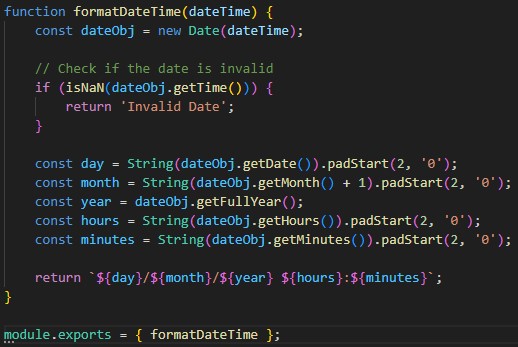 function formatDateTime(dateTime) {
    const dateObj = new Date(dateTime);

    // Check if the date is invalid
    if (isNaN(dateObj.getTime())) {
        return 'Invalid Date';
    }

    const day = String(dateObj.getDate()).padStart(2, '0');
    const month = String(dateObj.getMonth() + 1).padStart(2, '0');
    const year = dateObj.getFullYear();
    const hours = String(dateObj.getHours()).padStart(2, '0');
    const minutes = String(dateObj.getMinutes()).padStart(2, '0');

    return `${day}/${month}/${year} ${hours}:${minutes}`;
}

module.exports = { formatDateTime };